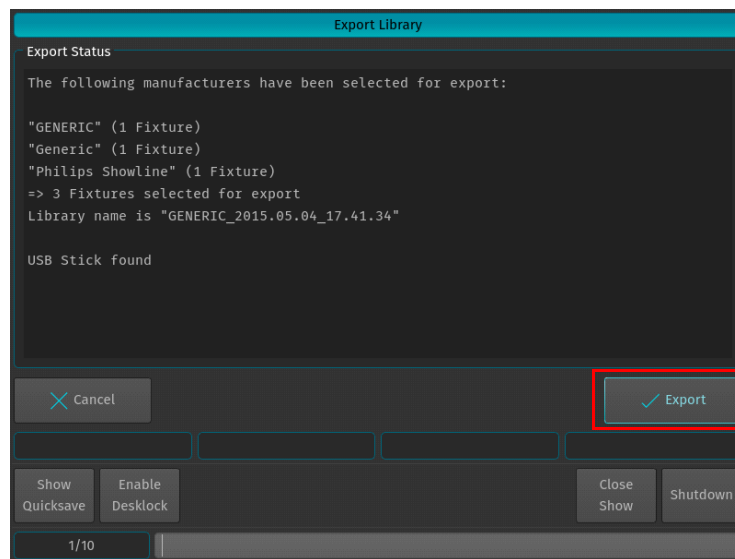 Export Library
Export Status
The following manufacturers have been selected for export:
"GENERIC" (1 Fixture)
"Generic" (1 Fixture)
"Philips Showline" (1 Fixture)
=> 3 Fixtures selected for export
Library name is "GENERIC_2015.05.04_17.41.34"
USB Stick found
Cancel
Export
Show Quicksave
Enable Desklock
Close Show
Shutdown
1/10